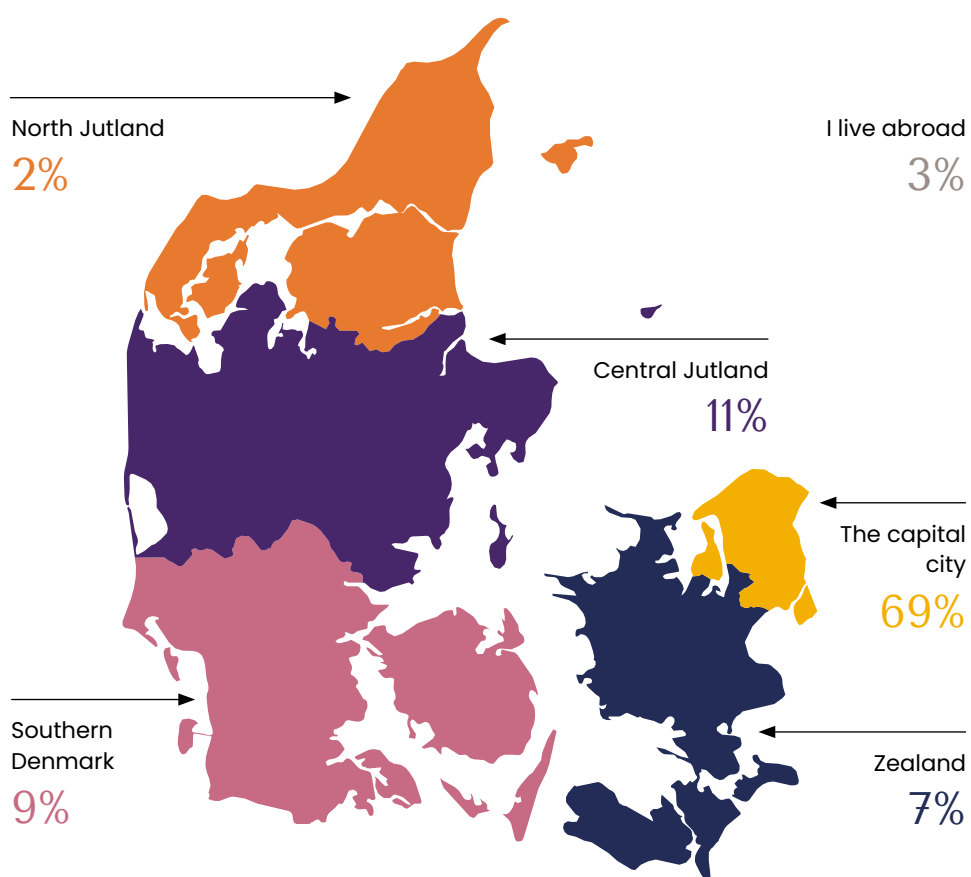 North Jutland
2%
I live abroad
3%
Central Jutland
11%
The capital
city
69%
Southern
Denmark
9%
Zealand
7%